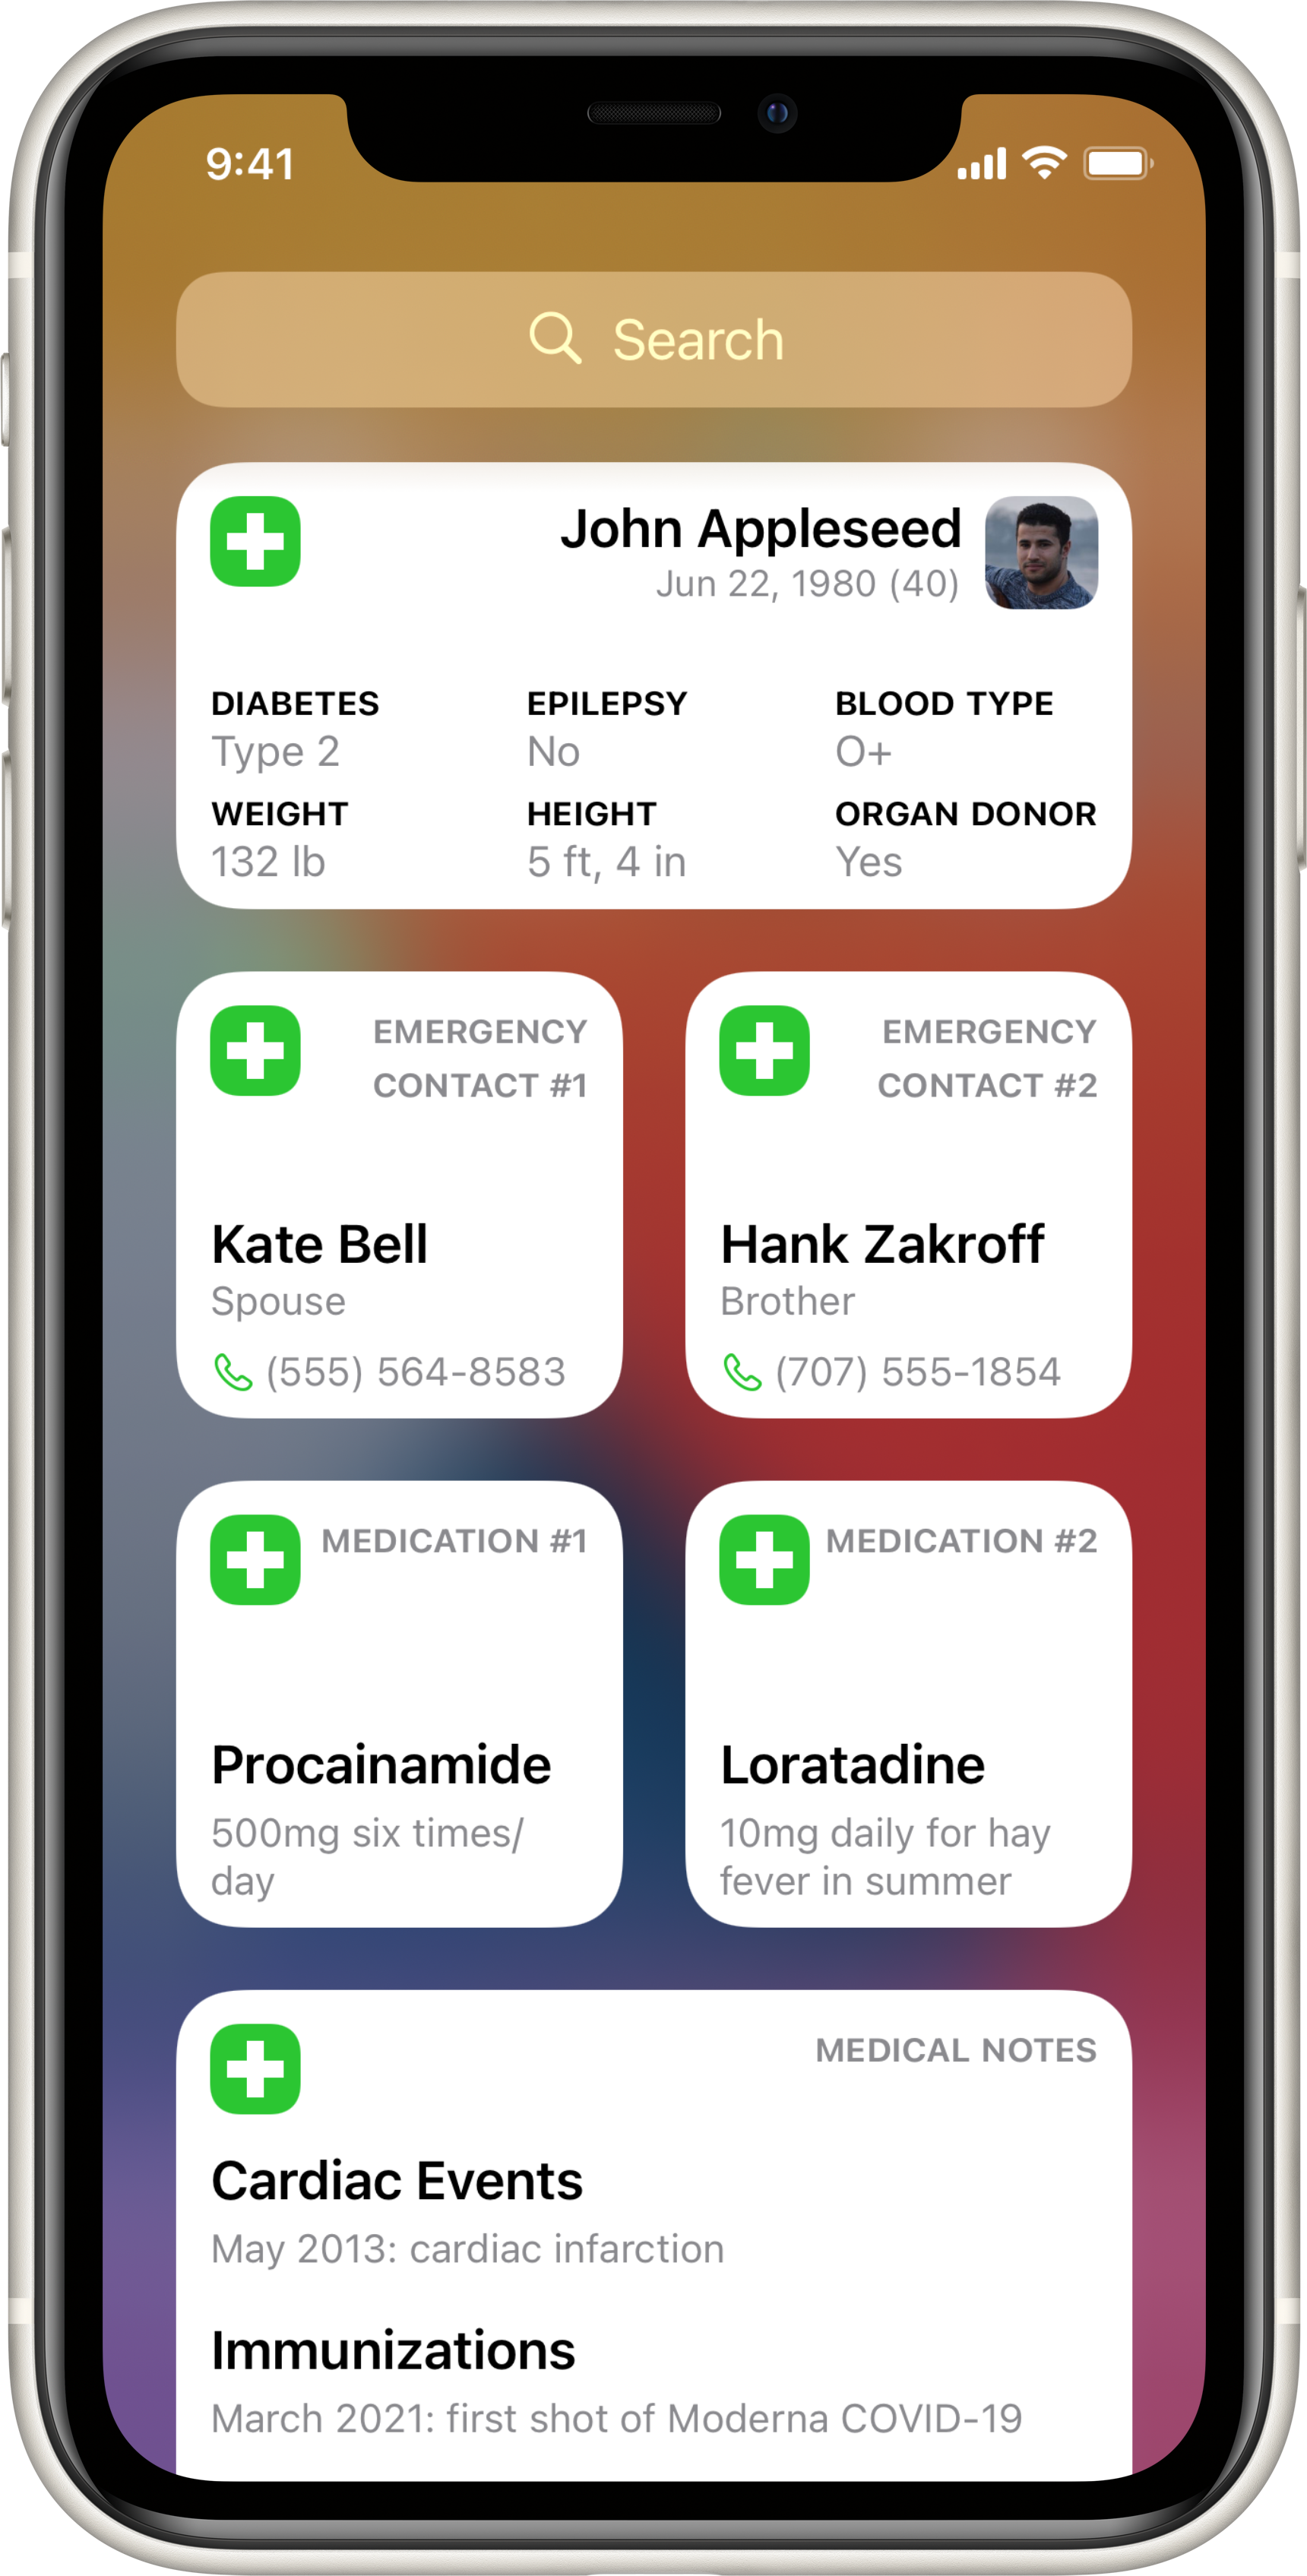 9:41
Search
John Appleseed
Jun 22, 1980 (40)
DIABETES EPILEPSY BLOOD TYPE
Type 2 No O+
WEIGHT HEIGHT ORGAN DONOR
132 lb 5 ft, 4 in Yes
EMERGENCY
CONTACT #1
Kate Bell
Spouse
(555) 564-8583
EMERGENCY
CONTACT #2
Hank Zakroff
Brother
(707) 555-1854
MEDICATION #1
Procainamide
500mg six times/
day
MEDICATION #2
Loratadine
10mg daily for hay
fever in summer
MEDICAL NOTES
Cardiac Events
May 2013: cardiac infarction
Immunizations
March 2021: first shot of Moderna COVID-19